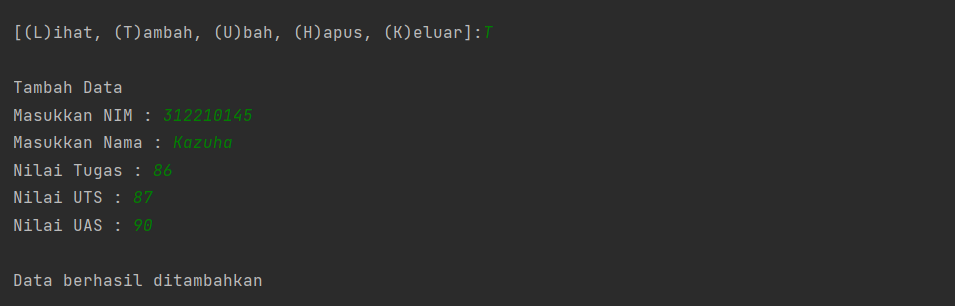 [(L)ihat, (T)ambah, (U)bah, (H)apus, (K)eluar]:T
Tambah Data
Masukkan NIM : 312210145
Masukkan Nama : Kazuha
Nilai Tugas : 86
Nilai UTS : 87
Nilai UAS : 90
Data berhasil ditambahkan